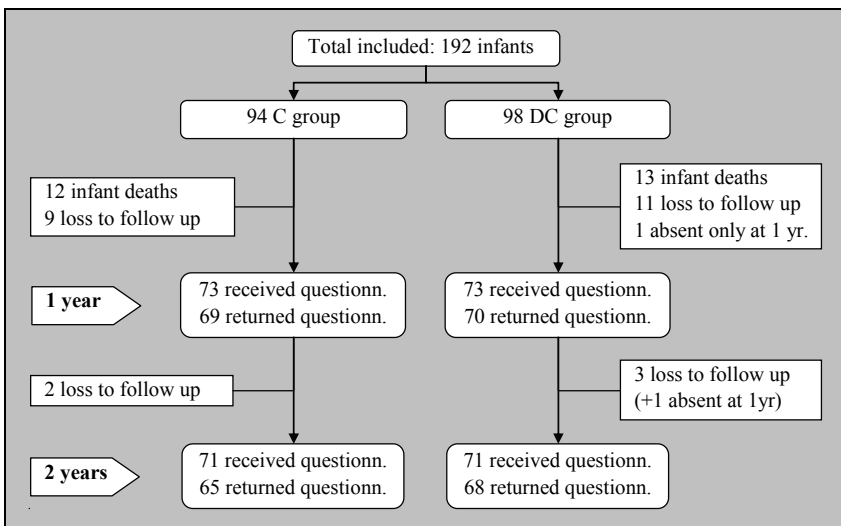 Total included: 192 infants
94 C group
98 DC group
12 infant deaths
9 loss to follow up
13 infant deaths
11 loss to follow up
1 absent only at 1 yr.
1 year
73 received questionn.
69 returned questionn.
73 received questionn.
70 returned questionn.
2 loss to follow up
3 loss to follow up
(+1 absent at 1yr)
2 years
71 received questionn.
65 returned questionn.
71 received questionn.
68 returned questionn.
.